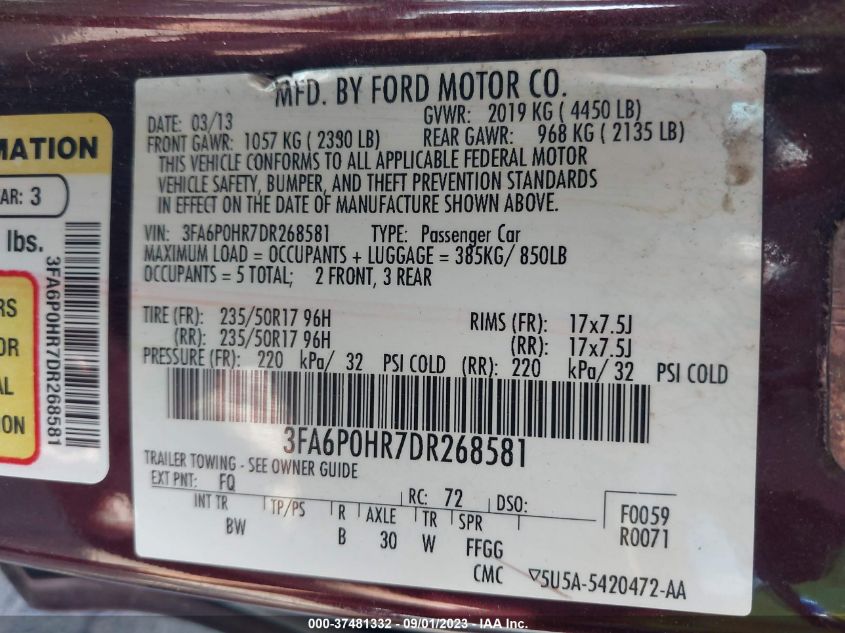 MATION
AR: 3
lbs.
3FA6P0HR7DR268581
RS
OR
AL
ION
MFD. BY FORD MOTOR CO.
DATE: 03/13 GVWR: 2019 KG ( 4450 LB)
FRONT GAWR: 1057 KG ( 2330 LB) REAR GAWR: 968 KG ( 2135 LB)
THIS VEHICLE CONFORMS TO ALL APPLICABLE FEDERAL MOTOR
VEHICLE SAFETY, BUMPER, AND THEFT PREVENTION STANDARDS
IN EFFECT ON THE DATE OF MANUFACTURE SHOWN ABOVE.
VIN: 3FA6P0HR7DR268581 TYPE: Passenger Car
MAXIMUM LOAD = OCCUPANTS + LUGGAGE = 385KG/ 850LB
OCCUPANTS = 5 TOTAL; 2 FRONT, 3 REAR
TIRE (FR): 235/50R17 96H RIMS (FR): 17x7.5J
(RR): 235/50R17 96H (RR): 17x7.5J
PRESSURE (FR): 220 kPa/ 32 PSI COLD (RR): 220 kPa/ 32 PSI COLD
3FA6P0HR7DR268581
TRAILER TOWING - SEE OWNER GUIDE
EXT PNT: FQ RC: 72 DSO: F0059
INT TR TP/PS R AXLE TR SPR R0071
BW B 30 W FFGG
CMC ▽5U5A-5420472-AA
000-37481332 - 09/01/2023 - IAA Inc.